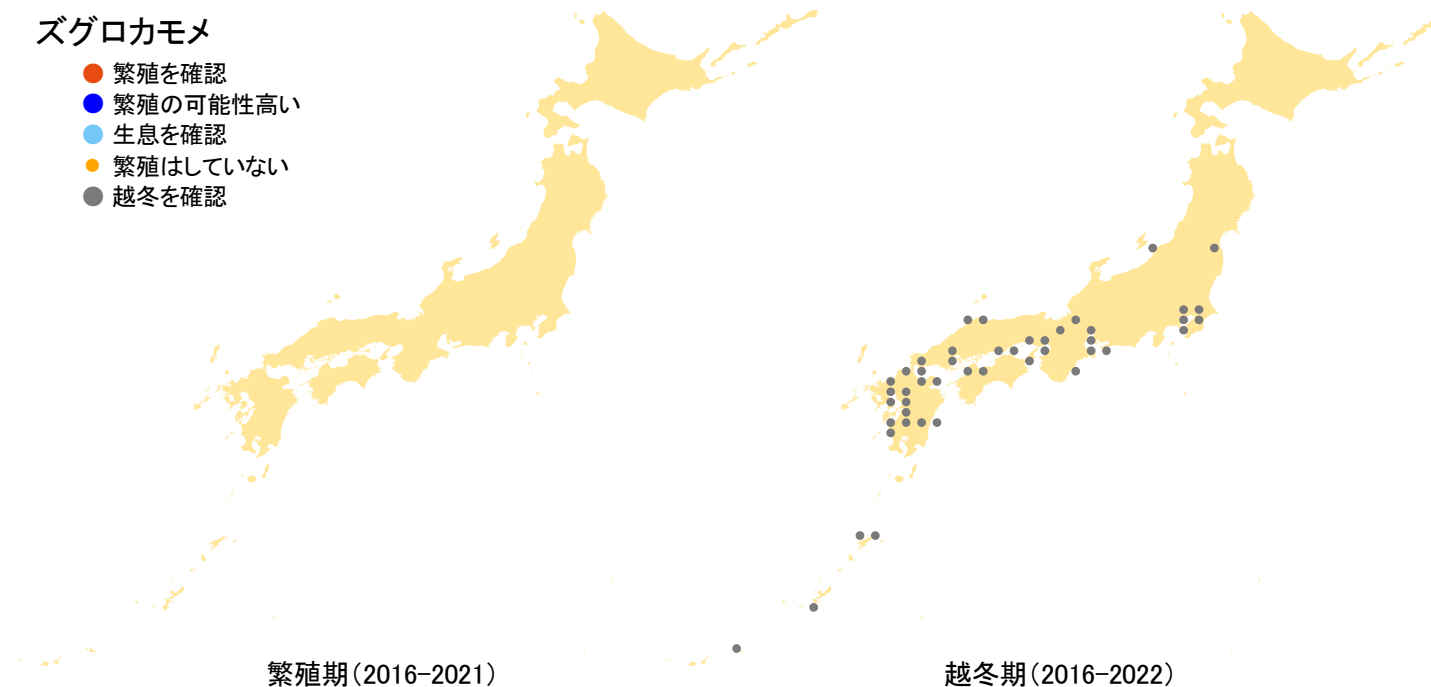 ズグロカモメ
繁殖を確認
繁殖の可能性高い
生息を確認
繁殖はしていない
越冬を確認
繁殖期（2016-2021）
越冬期（2016-2022）